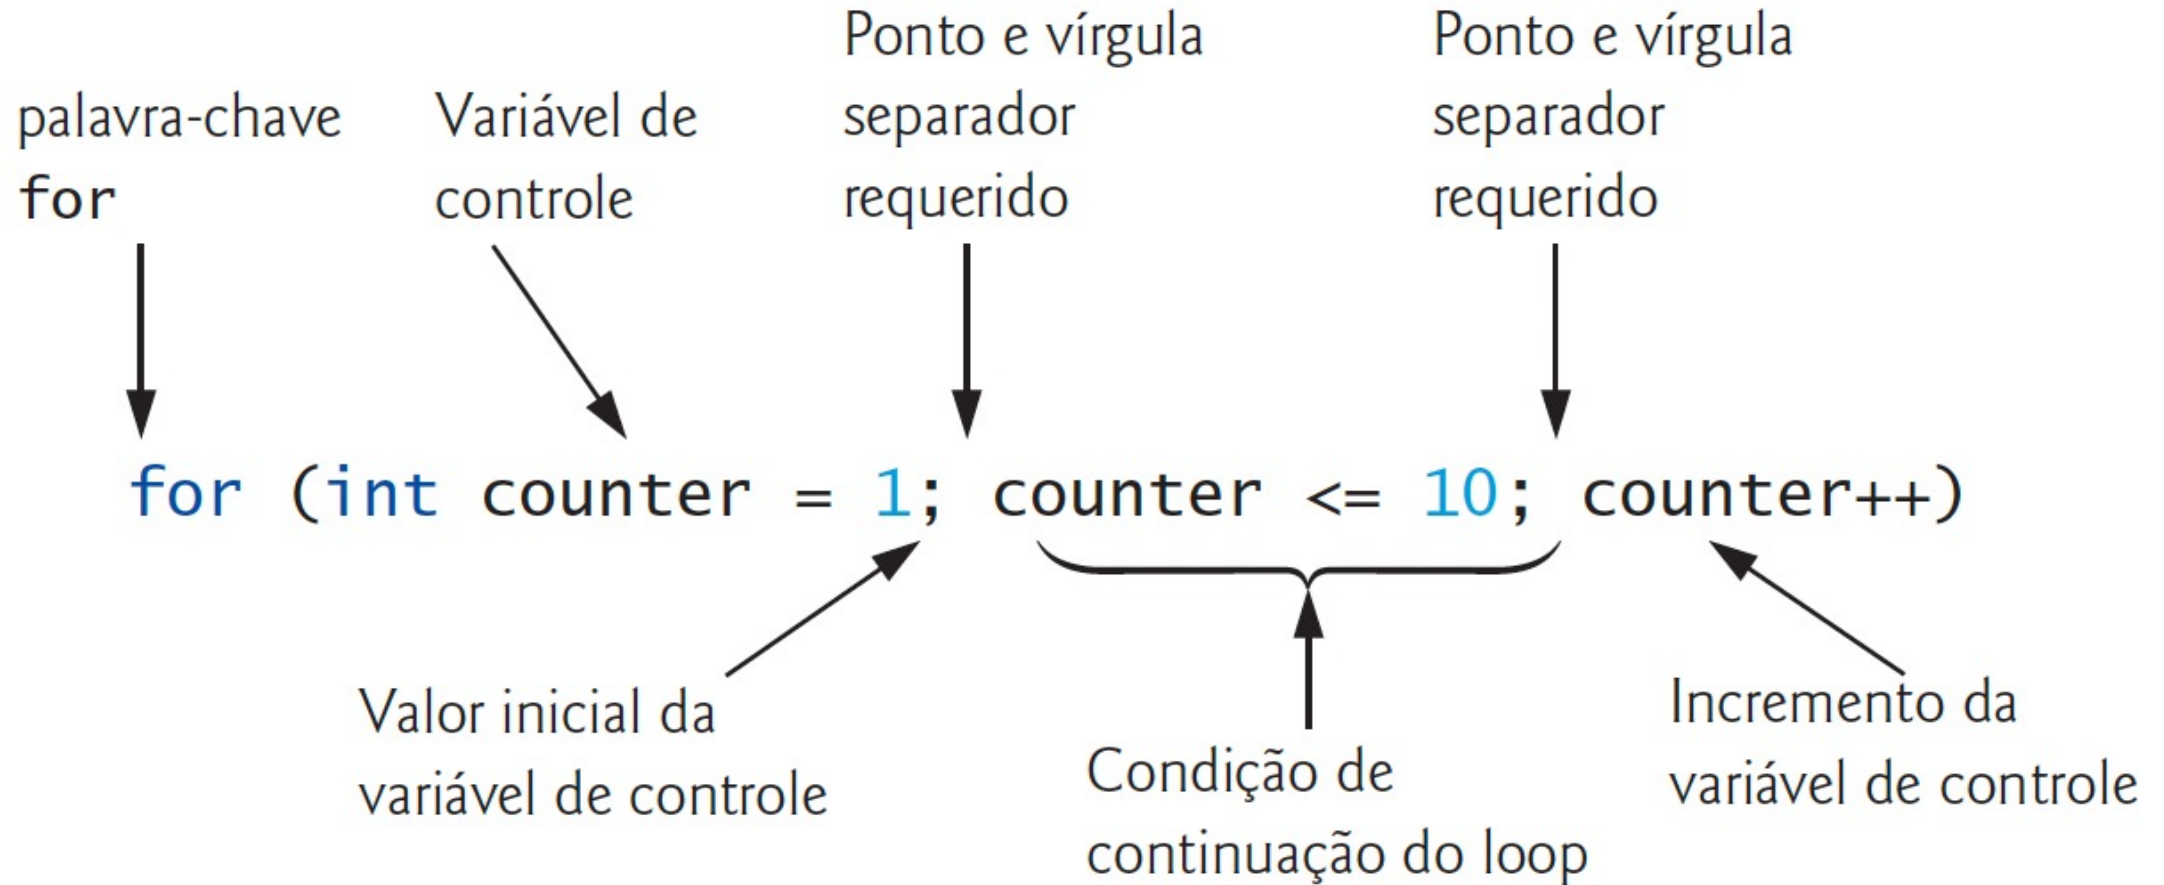 palavra-chave
for
Variável de
controle
Ponto e vírgula
separador
requerido
Ponto e vírgula
separador
requerido
for (int counter = 1; counter <= 10; counter++)
Valor inicial da
variável de controle
Condição de
continuação do loop
Incremento da
variável de controle